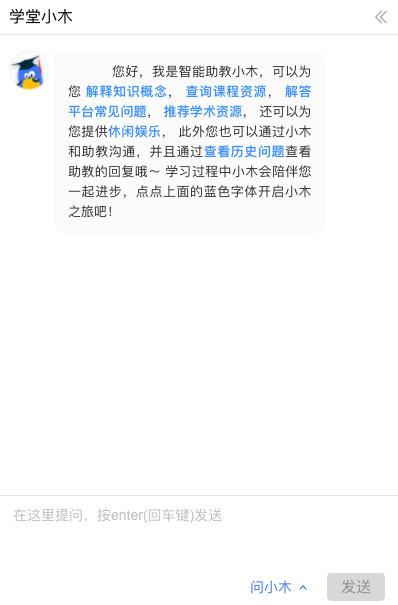 学堂小木
您好，我是智能助教小木，可以为
您 解释知识概念， 查询课程资源， 解答
平台常见问题， 推荐学术资源， 还可以为
您提供休闲娱乐， 此外您也可以通过小木
和助教沟通，并且通过查看历史问题查看
助教的回复哦～ 学习过程中小木会陪伴您
一起进步，点点上面的蓝色字体开启小木
之旅吧！
在这里提问，按enter(回车键)发送
问小木
发送